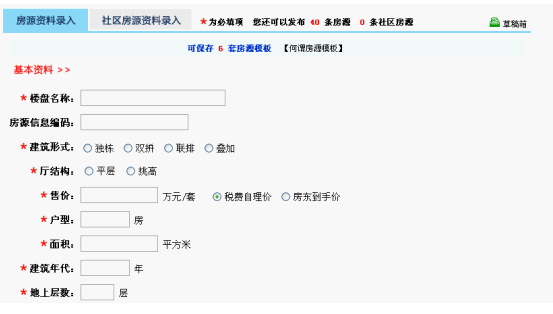 房源资料录入 社区房源资料录入 *为必填项 您还可以发布 40 条房源 0 条社区房源 草稿箱
可保存 6 套房源模板 【何谓房源模板】
基本资料 >>
*楼盘名称:
房源信息编码:
*建筑形式: 独栋 双拼 联排 叠加
*厅结构: 平层 挑高
*售价: 万元/套 税费自理价 房东到手价
*户型: 房
*面积: 平方米
*建筑年代: 年
*地上层数: 层